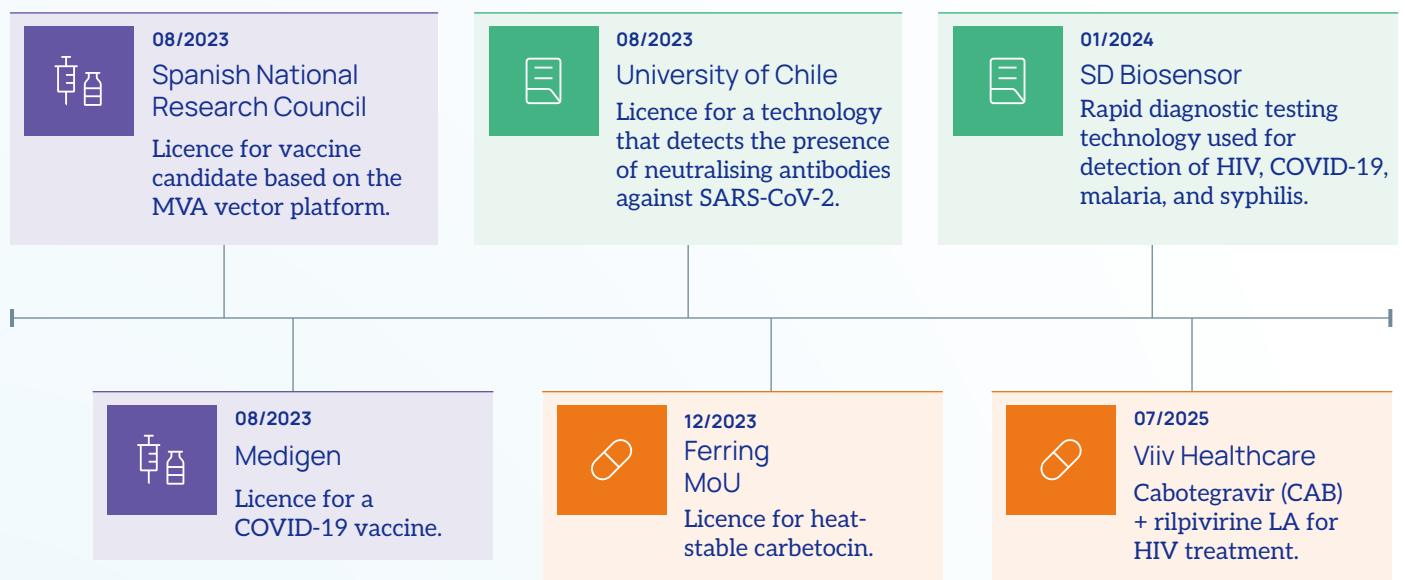 08/2023
Spanish National
Research Council
Licence for vaccine
candidate based on the
MVA vector platform.
08/2023
University of Chile
Licence for a technology
that detects the presence
of neutralising antibodies
against SARS-CoV-2.
01/2024
SD Biosensor
Rapid diagnostic testing
technology used for
detection of HIV, COVID-19,
malaria, and syphilis.
08/2023
Medigen
Licence for a
COVID-19 vaccine.
12/2023
Ferring
MoU
Licence for heat-
stable carbetocin.
07/2025
Viiv Healthcare
Cabotegravir (CAB)
+ rilpivirine LA for
HIV treatment.